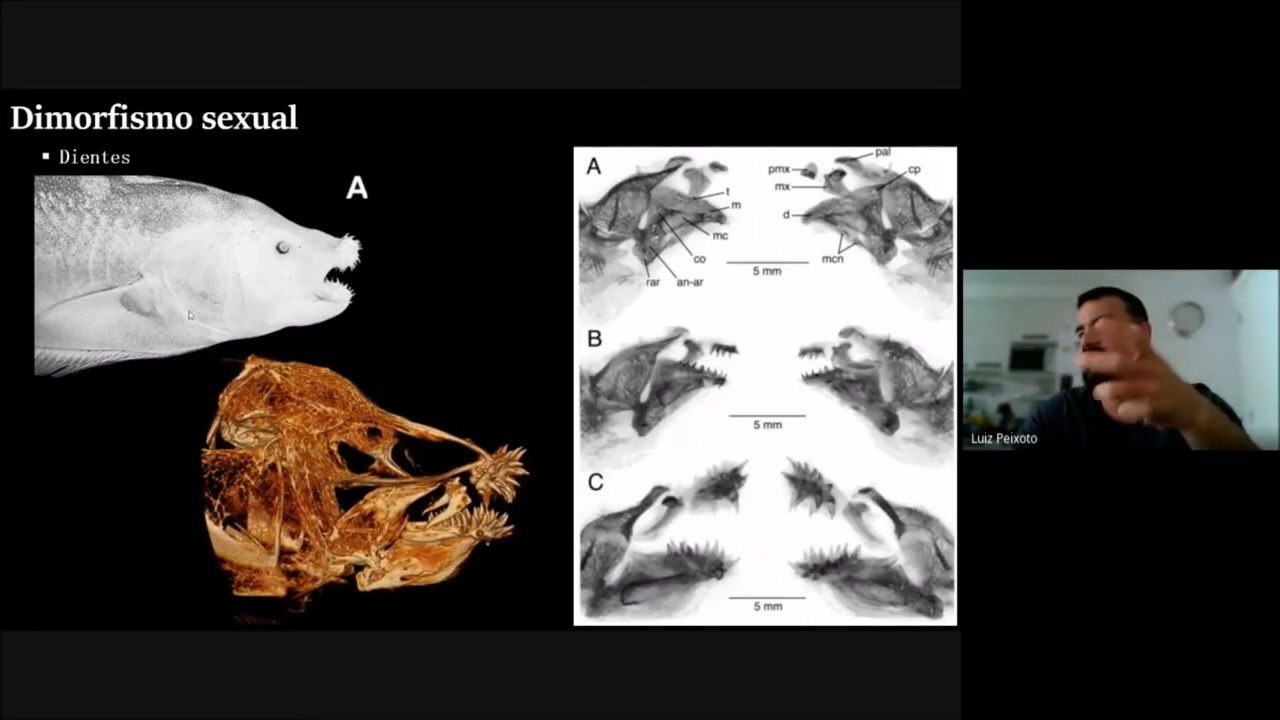 Dimorfismo sexual
▪ Dientes
A
A
pal
pmx
cp
t
mx
m
d
mc
co
mcn
5 mm
rar
an-ar
B
5 mm
C
5 mm
Luiz Peixoto